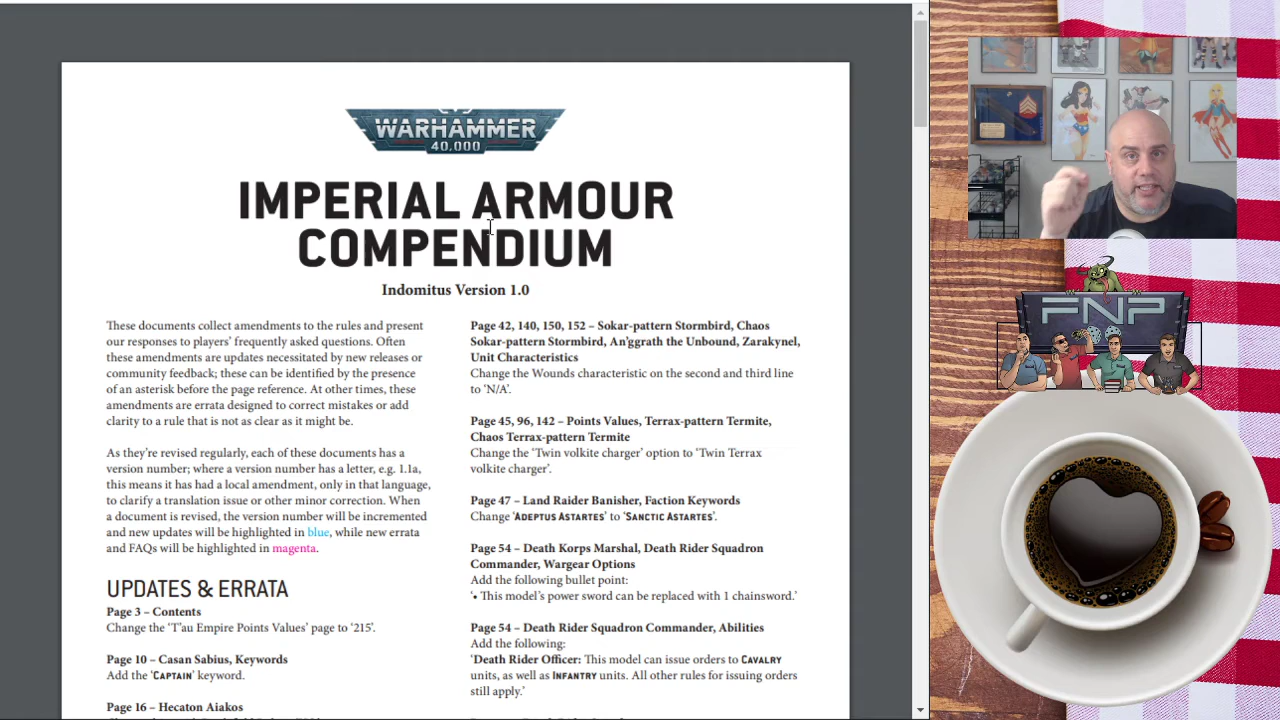 WARHAMMER
40,000
IMPERIAL ARMOUR
COMPENDIUM
Indomitus Version 1.0
These documents collect amendments to the rules and present
our responses to players' frequently asked questions. Often
these amendments are updates necessitated by new releases or
community feedback; these can be identified by the presence
of an asterisk before the page reference. At other times, these
amendments are errata designed to correct mistakes or add
clarity to a rule that is not as clear as it might be.
As they're revised regularly, each of these documents has a
version number; where a version number has a letter, e.g. 1.1a,
this means it has had a local amendment, only in that language,
to clarify a translation issue or other minor correction. When
a document is revised, the version number will be incremented
and new updates will be highlighted in blue, while new errata
and FAQs will be highlighted in magenta.
UPDATES & ERRATA
Page 3 – Contents
Change the 'T'au Empire Points Values' page to '215'.
Page 10 – Casan Sabius, Keywords
Add the 'CAPTAIN' keyword.
Page 16 – Hecaton Aiakos
Page 42, 140, 150, 152 – Sokar-pattern Stormbird, Chaos
Sokar-pattern Stormbird, An'ggrath the Unbound, Zarakynel,
Unit Characteristics
Change the Wounds characteristic on the second and third line
to 'N/A'.
Page 45, 96, 142 – Points Values, Terrax-pattern Termite,
Chaos Terrax-pattern Termite
Change the 'Twin volkite charger' option to 'Twin Terrax
volkite charger'.
Page 47 – Land Raider Banisher, Faction Keywords
Change 'ADEPTUS ASTARTES' to 'SANCTIC ASTARTES'.
Page 54 – Death Korps Marshal, Death Rider Squadron
Commander, Wargear Options
Add the following bullet point:
'• This model's power sword can be replaced with 1 chainsword.'
Page 54 – Death Rider Squadron Commander, Abilities
Add the following:
'Death Rider Officer: This model can issue orders to CAVALRY
units, as well as INFANTRY units. All other rules for issuing orders
still apply.'
FNP